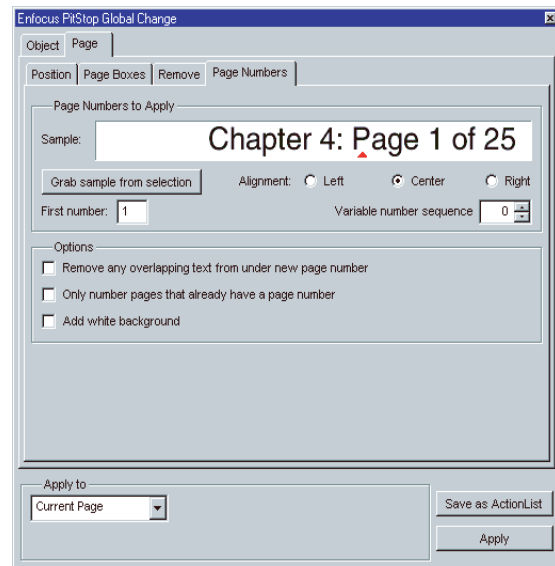 Enfocus PitStop Global Change
Object Page
Position Page Boxes Remove Page Numbers
Page Numbers to Apply
Sample: Chapter 4: Page 1 of 25
Grab sample from selection Alignment: Left Center Right
First number: 1 Variable number sequence 0
Options
Remove any overlapping text from under new page number
Only number pages that already have a page number
Add white background
Apply to
Current Page
Save as ActionList
Apply